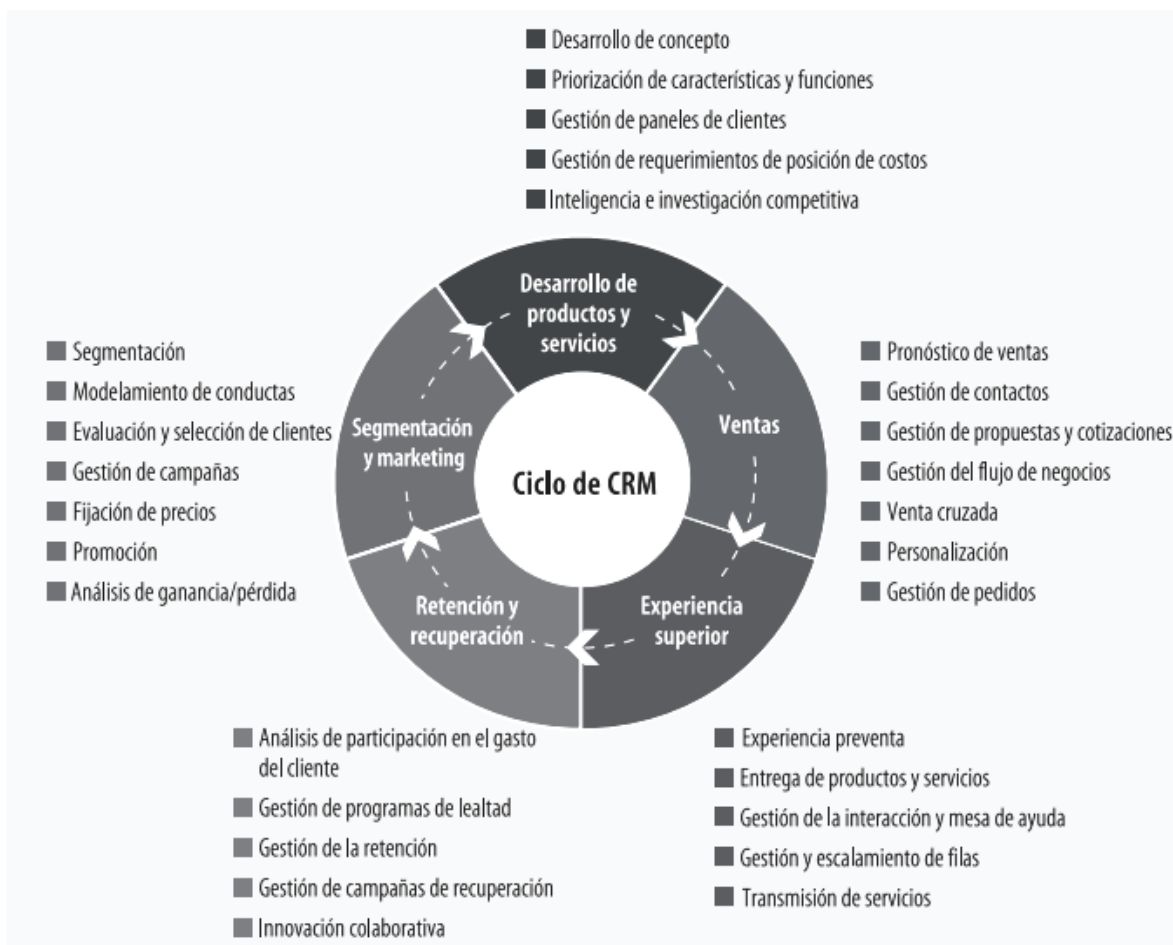 Desarrollo de concepto
Priorización de características y funciones
Gestión de paneles de clientes
Gestión de requerimientos de posición de costos
Inteligencia e investigación competitiva
Desarrollo de
productos y
servicios
Segmentación
Modelamiento de conductas
Evaluación y selección de clientes
Gestión de campañas
Fijación de precios
Promoción
Análisis de ganancia/pérdida
Segmentación
y marketing
Ciclo de CRM
Ventas
Pronóstico de ventas
Gestión de contactos
Gestión de propuestas y cotizaciones
Gestión del flujo de negocios
Venta cruzada
Personalización
Gestión de pedidos
Retención y
recuperación
Experiencia
superior
Análisis de participación en el gasto
del cliente
Gestión de programas de lealtad
Gestión de la retención
Gestión de campañas de recuperación
Innovación colaborativa
Experiencia preventa
Entrega de productos y servicios
Gestión de la interacción y mesa de ayuda
Gestión y escalamiento de filas
Transmisión de servicios